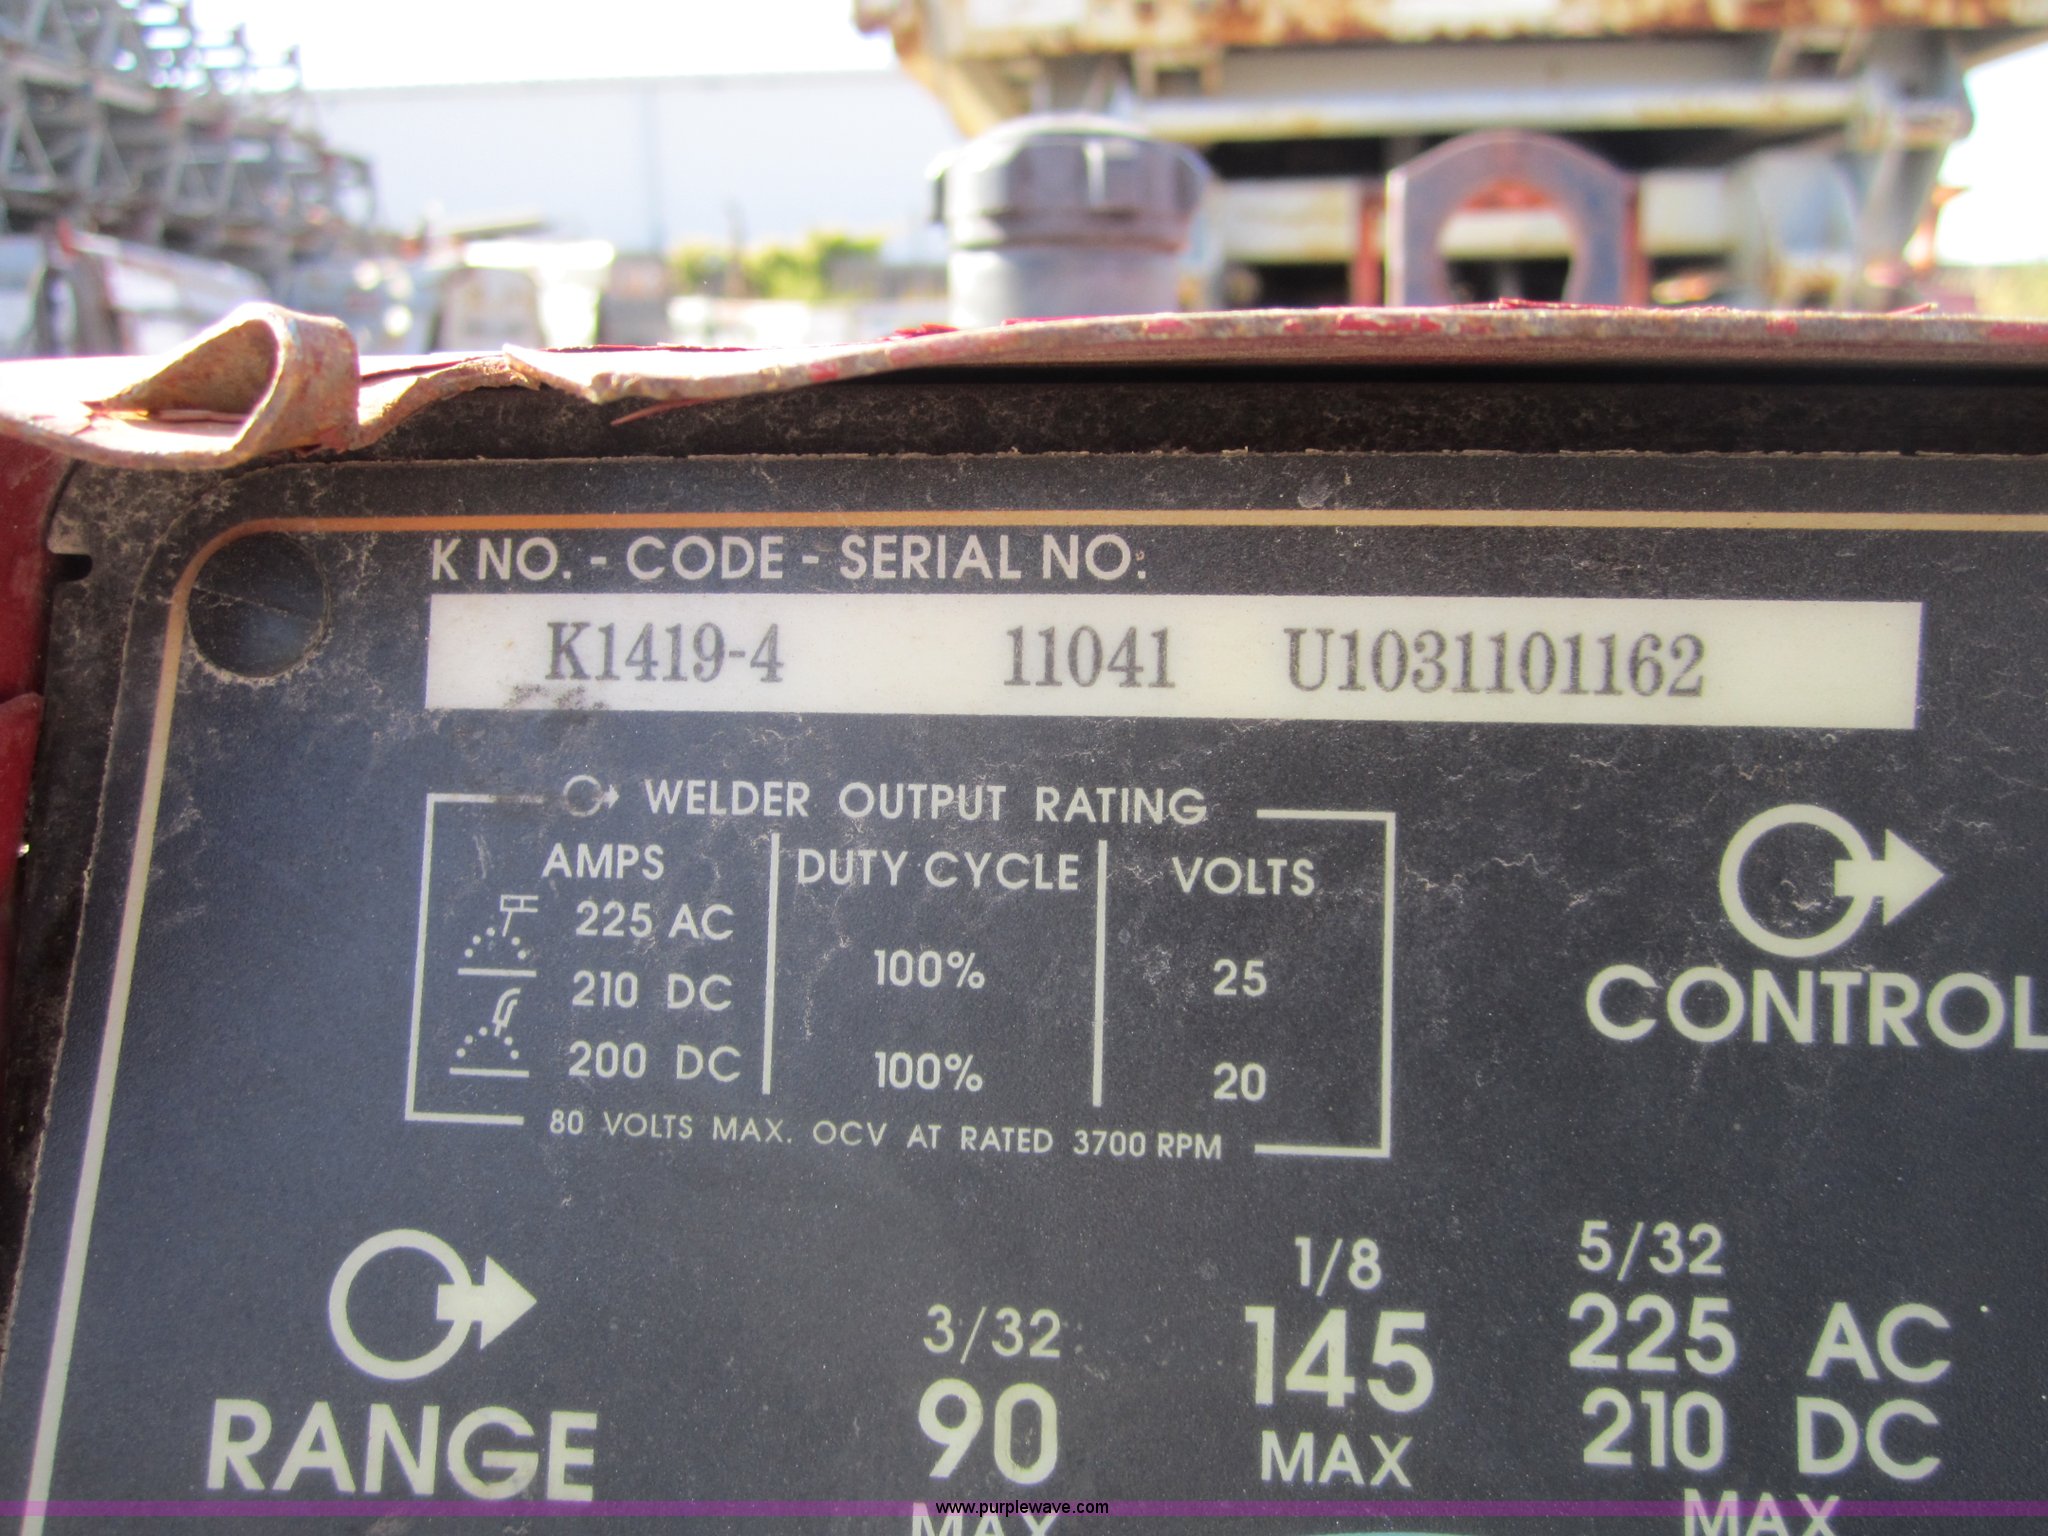 K NO. - CODE - SERIAL NO:
K1419-4 11041 U1031101162
WELDER OUTPUT RATING
AMPS DUTY CYCLE VOLTS
225 AC
210 DC 100% 25
200 DC 100% 20
80 VOLTS MAX. OCV AT RATED 3700 RPM
CONTROL
RANGE
3/32
90
MAX
1/8
145
MAX
5/32
225 AC
210 DC
MAX
www.purplewave.com